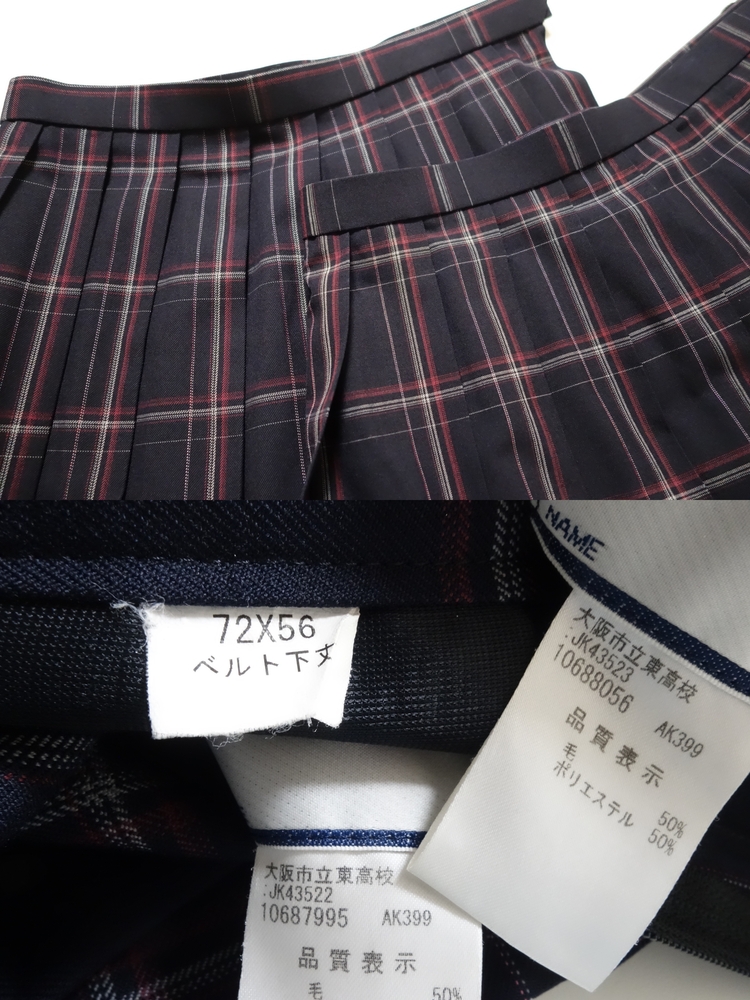 NAME
72X56
ベルト下丈
大阪市立東高校
:JK43523
10688056 AK399
品質表示
毛 50%
ポリエステル 50%
大阪市立東高校
:JK43522
10687995 AK399
品質表示
毛 50%